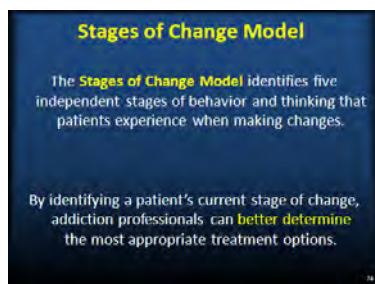 Stages of Change Model
The Stages of Change Model identifies five
independent stages of behavior and thinking that
patients experience when making changes.
By identifying a patient's current stage of change,
addiction professionals can better determine
the most appropriate treatment options.